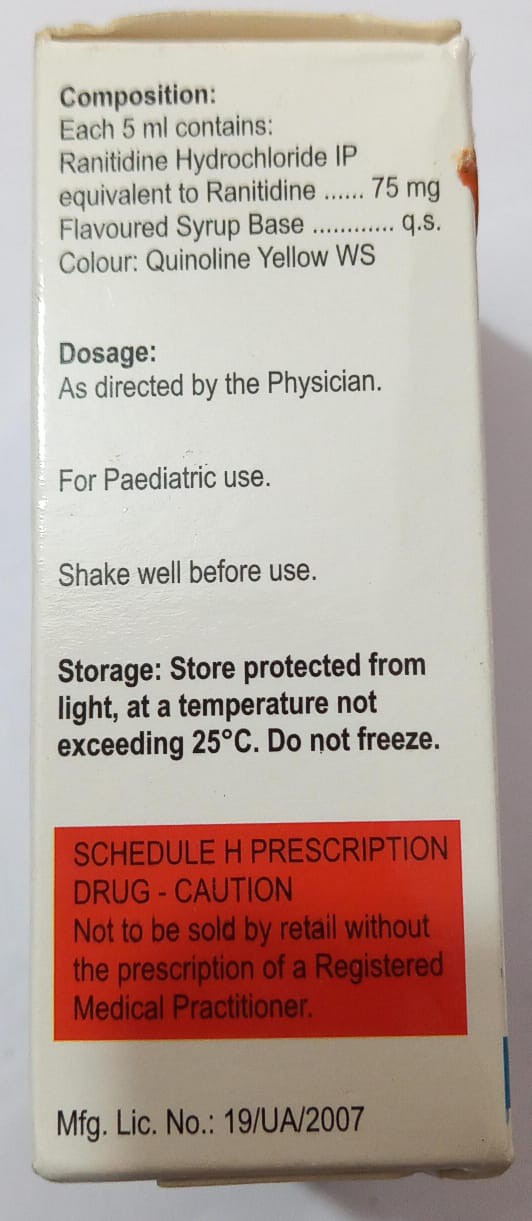 Composition:
Each 5 ml contains:
Ranitidine Hydrochloride IP
equivalent to Ranitidine ...... 75 mg
Flavoured Syrup Base ............ q.s.
Colour: Quinoline Yellow WS
Dosage:
As directed by the Physician.
For Paediatric use.
Shake well before use.
Storage: Store protected from
light, at a temperature not
exceeding 25°C. Do not freeze.
SCHEDULE H PRESCRIPTION
DRUG - CAUTION
Not to be sold by retail without
the prescription of a Registered
Medical Practitioner.
Mfg. Lic. No.: 19/UA/2007